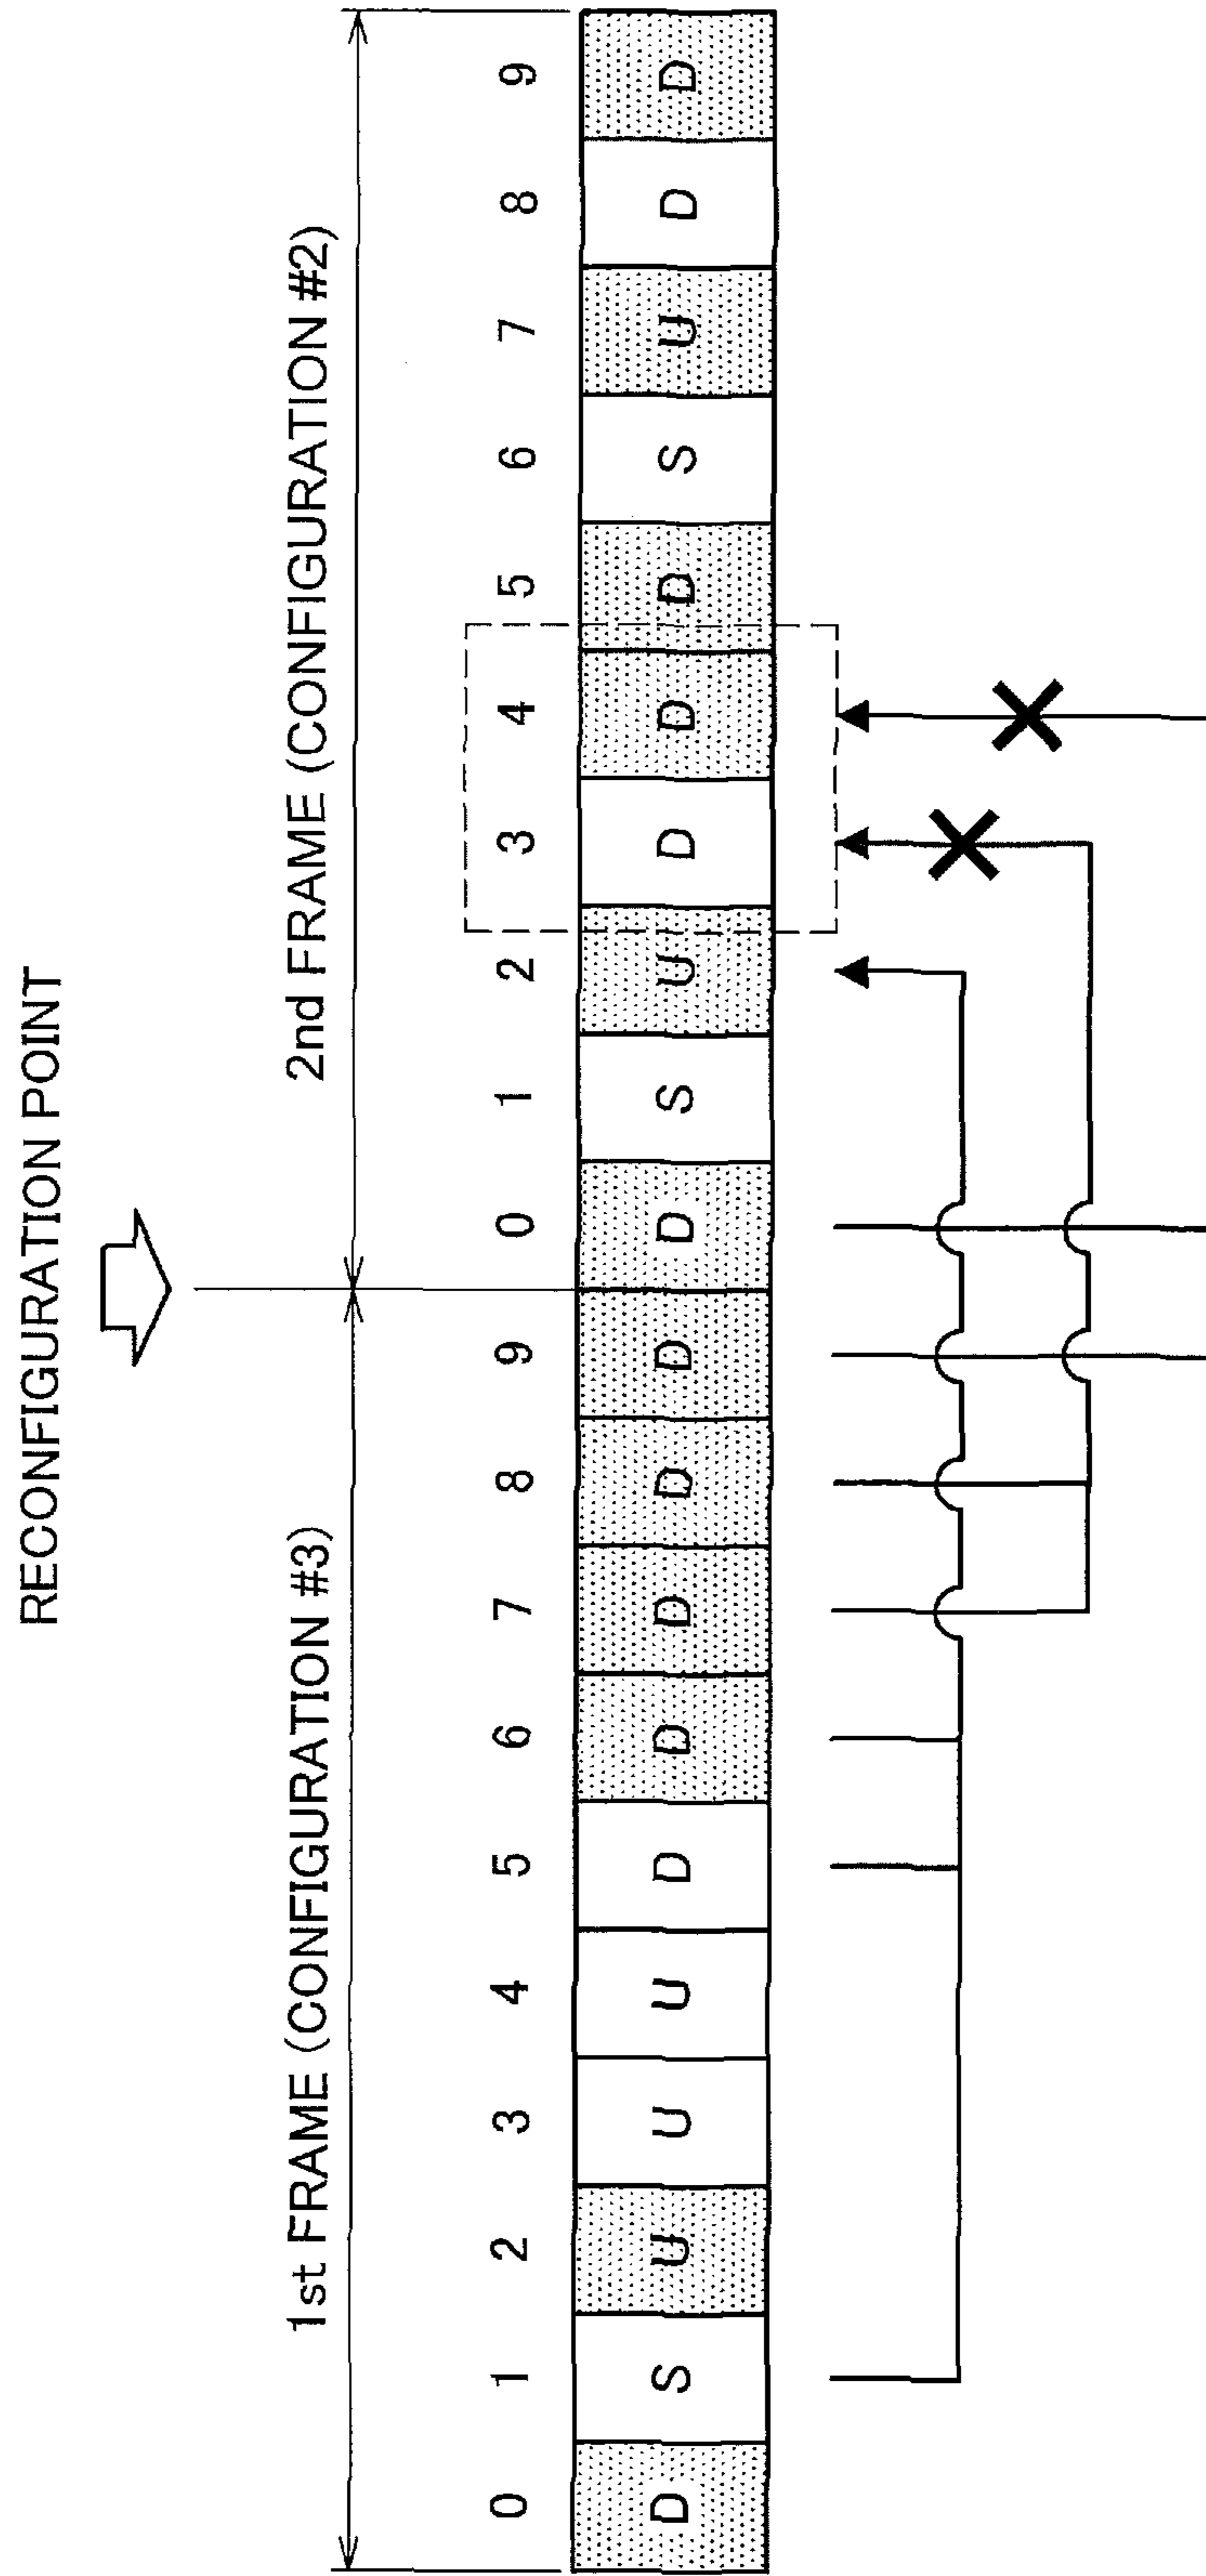 RECONFIGURATION POINT
1st FRAME (CONFIGURATION #3) 2nd FRAME (CONFIGURATION #2)
0 1 2 3 4 5 6 7 8 9 0 1 2 3 4 5 6 7 8 9
D S U U U D D D D D D S U D D D S U D D